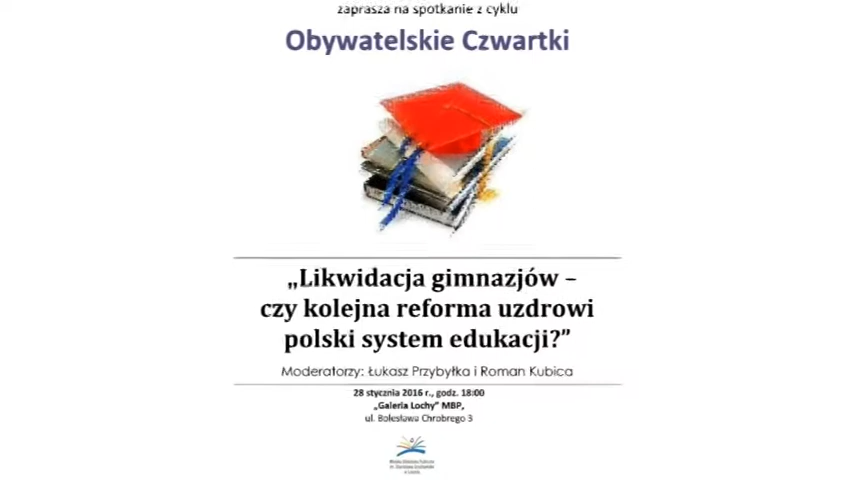 zaprasza na spotkanie z cyklu
Obywatelskie Czwartki
„Likwidacja gimnazjów –
czy kolejna reforma uzdrowi
polski system edukacji?”
Moderatorzy: Łukasz Przybyłka i Roman Kubica
28 stycznia 2016 r., godz. 18:00
„Galeria Lochy” MBP,
ul. Bolesława Chrobrego 3